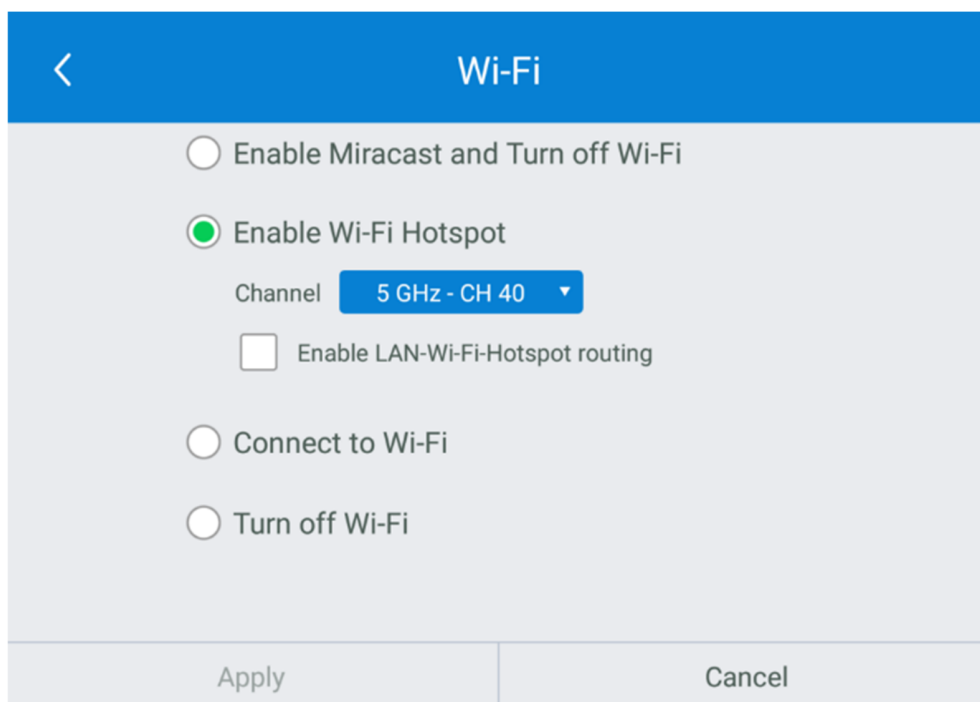 Wi-Fi
Enable Miracast and Turn off Wi-Fi
Enable Wi-Fi Hotspot
Channel 5 GHz - CH 40
Enable LAN-Wi-Fi-Hotspot routing
Connect to Wi-Fi
Turn off Wi-Fi
Apply Cancel